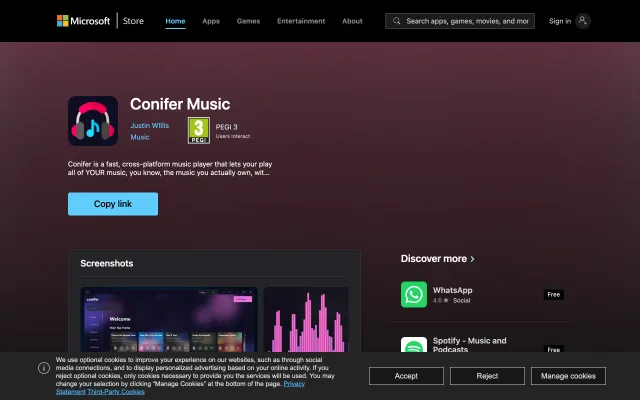 Microsoft
Store
Home
Apps
Games
Entertainment
About
Search apps, games, movies, and mor
Sign in
Conifer Music
Justin Willis
Music
3
PEGI
PEGI 3
Users Interact
Conifer is a fast, cross-platform music player that lets your play
all of YOUR music, you know, the music you actually own, wit...
Copy link
Screenshots
conifer
Welcome
Your Top Tracks
Discover more
WhatsApp
4.6 ★ Social
Free
Spotify - Music and
Podcasts
Free
We use optional cookies to improve your experience on our websites, such as through social
media connections, and to display personalized advertising based on your online activity. If you
reject optional cookies, only cookies necessary to provide you the services will be used. You may
change your selection by clicking "Manage Cookies" at the bottom of the page. Privacy
Statement Third-Party Cookies
Accept
Reject
Manage cookies